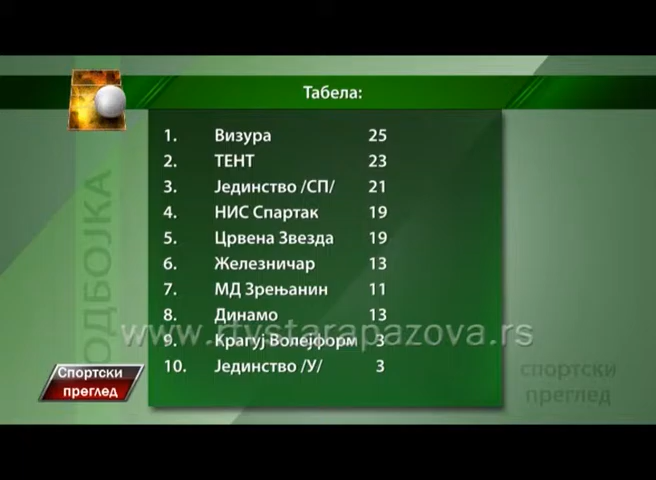 Табела:
1. Визура 25
2. ТЕНТ 23
3. Јединство /СП/ 21
4. НИС Спартак 19
5. Црвена Звезда 19
6. Железничар 13
7. МД Зрењанин 11
8. Динамо 13
www.rtvstarapazova.rs
9. Крагуј Волејформ 3
10. Јединство /У/ 3
ОДБОЈКА
Спортски
преглед
спортски
преглед